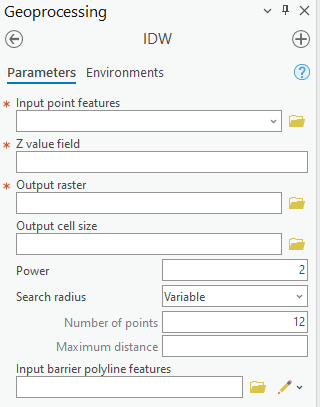 Geoprocessing
IDW
Parameters Environments
* Input point features
* Z value field
* Output raster
Output cell size
Power 2
Search radius Variable
Number of points 12
Maximum distance
Input barrier polyline features